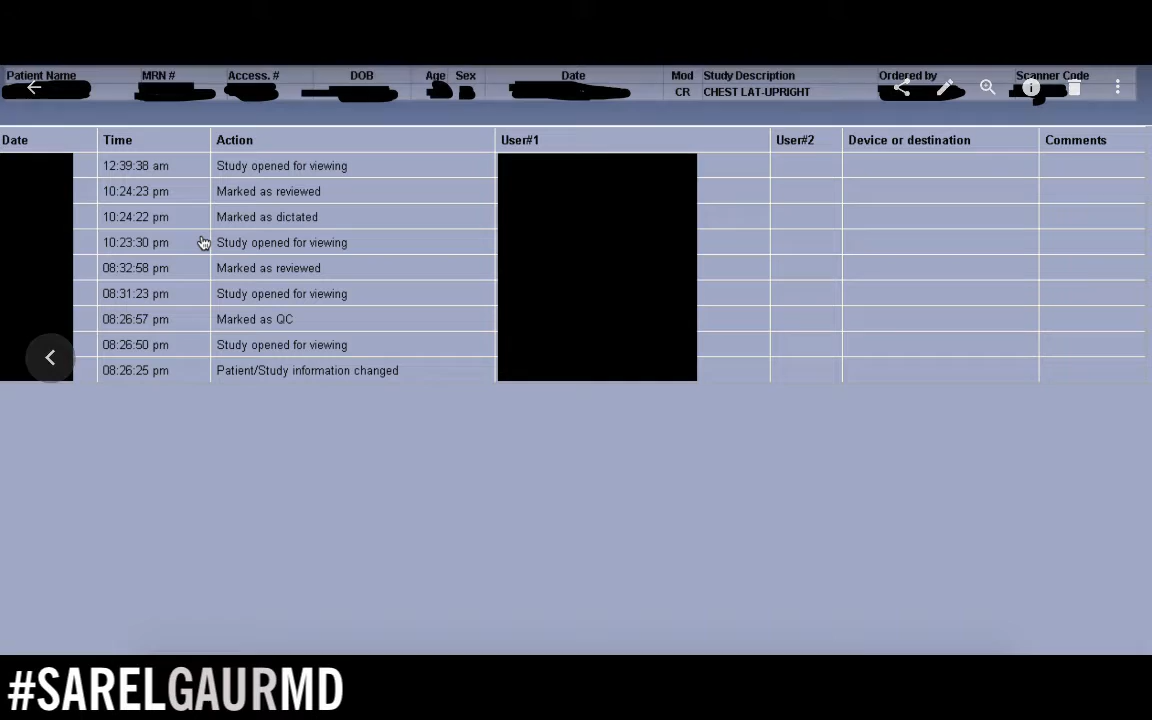 Patient Name MRN # Access. # DOB Age Sex Date Mod Study Description Ordered by Scanner Code
CR CHEST LAT-UPRIGHT
Date Time Action User#1 User#2 Device or destination Comments
12:39:38 am Study opened for viewing
10:24:23 pm Marked as reviewed
10:24:22 pm Marked as dictated
10:23:30 pm Study opened for viewing
08:32:58 pm Marked as reviewed
08:31:23 pm Study opened for viewing
08:26:57 pm Marked as QC
08:26:50 pm Study opened for viewing
08:26:25 pm Patient/Study information changed
#SARELGAURMD